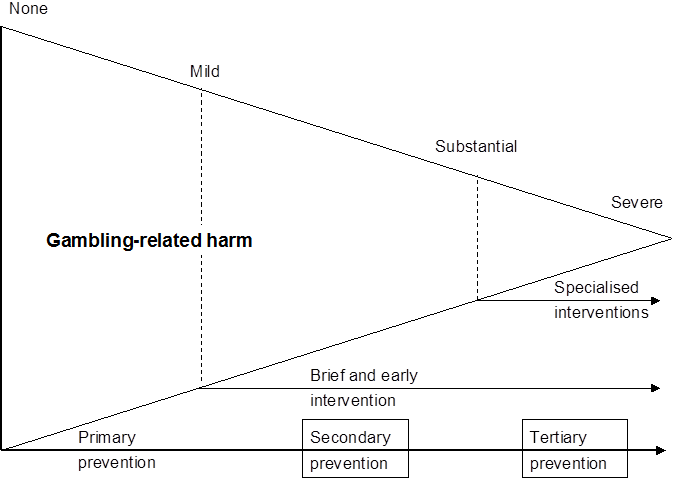 None
Mild
Substantial
Severe
Gambling-related harm
Specialised
interventions
Brief and early
intervention
Primary
prevention
Secondary
prevention
Tertiary
prevention